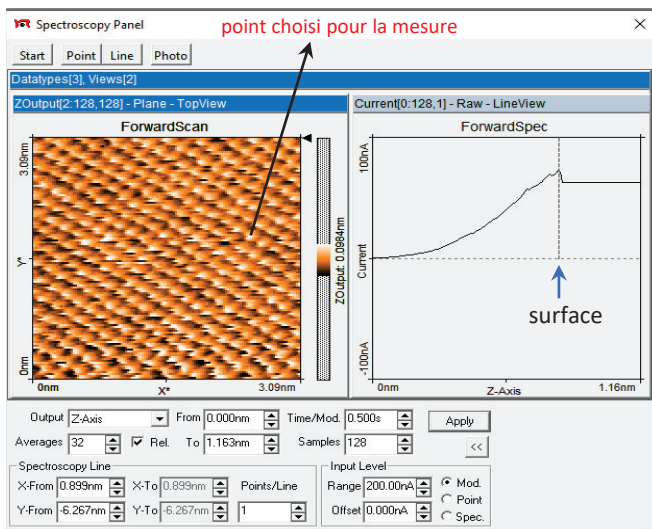 Spectroscopy Panel
point choisi pour la mesure
Start Point Line Photo
Datatypes[3], Views[2]
ZOutput[2:128,128] - Plane - TopView
ForwardScan
3.09nm
Y*
0nm
0nm X* 3.09nm
ZOutput: 0.0984nm
Current[0:128,1] - Raw - LineView
ForwardSpec
100nA
Current
-100nA
surface
0nm Z-Axis 1.16nm
Output Z-Axis From 0.000nm Time/Mod. 0.500s Apply
Averages 32 Rel. To 1.163nm Samples 128 <<
Spectroscopy Line
X-From 0.899nm X-To 0.899nm Points/Line
Y-From -6.267nm Y-To -6.267nm 1
Input Level
Range 200.00nA Mod.
Point
Offset 0.000nA Spec.